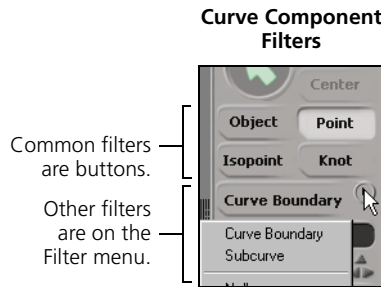 Curve Component
Filters
Center
Object
Point
Common filters
are buttons.
Isopoint
Knot
Curve Boundary
Other filters
are on the
Filter menu.
Curve Boundary
Subcurve